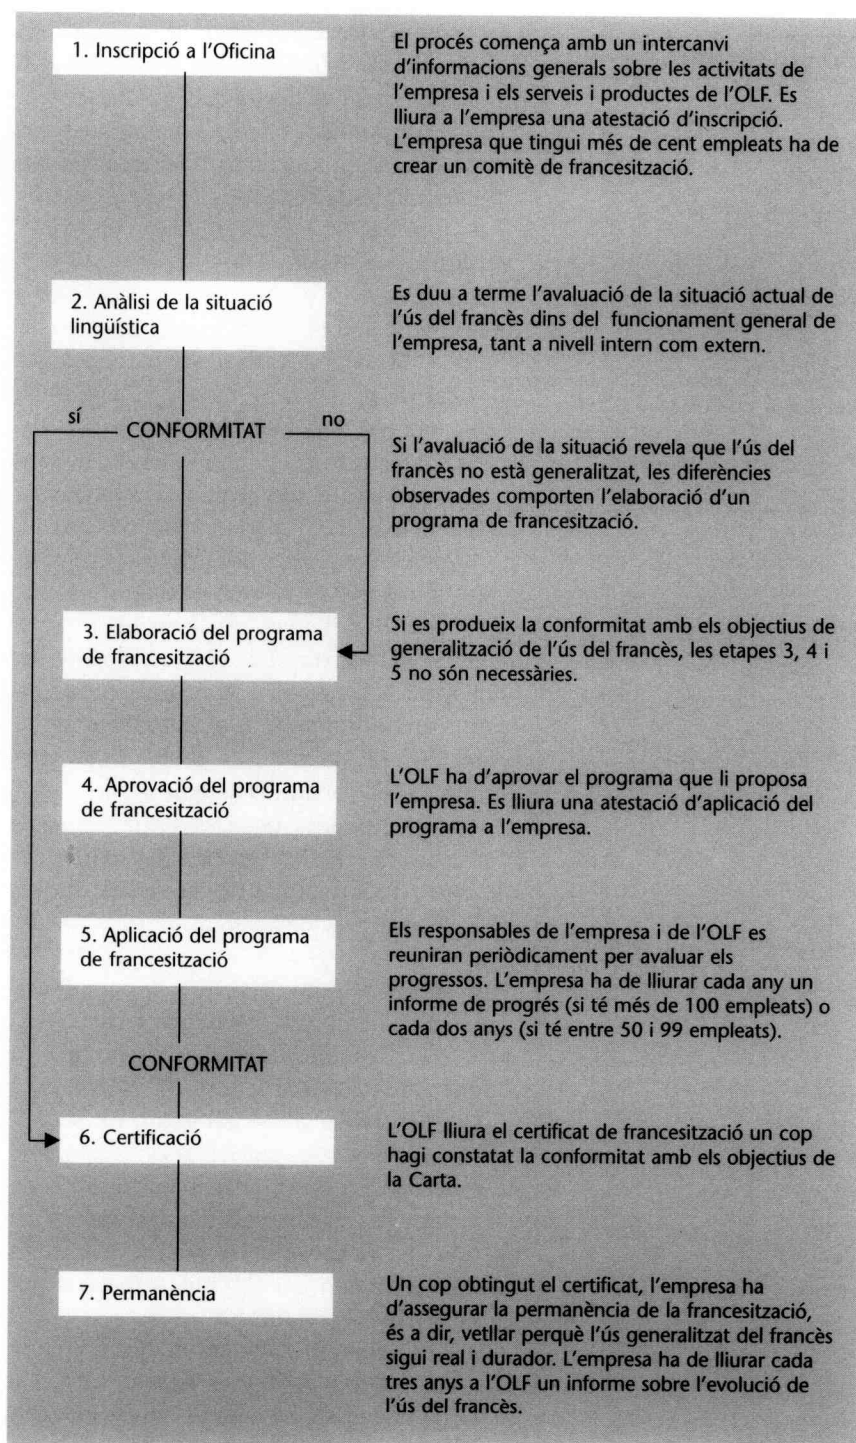 1. Inscripció a l'Oficina
El procés comença amb un intercanvi
d'informacions generals sobre les activitats de
l'empresa i els serveis i productes de l'OLF. Es
lliura a l'empresa una atestació d'inscripció.
L'empresa que tingui més de cent empleats ha de
crear un comitè de francesització.
2. Anàlisi de la situació
lingüística
Es duu a terme l'avaluació de la situació actual de
l'ús del francès dins del funcionament general de
l'empresa, tant a nivell intern com extern.
sí
CONFORMITAT
no
Si l'avaluació de la situació revela que l'ús del
francès no està generalitzat, les diferències
observades comporten l'elaboració d'un
programa de francesització.
3. Elaboració del programa
de francesització
Si es produeix la conformitat amb els objectius de
generalització de l'ús del francès, les etapes 3, 4 i
5 no són necessàries.
4. Aprovació del programa
de francesització
L'OLF ha d'aprovar el programa que li proposa
l'empresa. Es lliura una atestació d'aplicació del
programa a l'empresa.
5. Aplicació del programa
de francesització
Els responsables de l'empresa i de l'OLF es
reuniran periòdicament per avaluar els
progressos. L'empresa ha de lliurar cada any un
informe de progrés (si té més de 100 empleats) o
cada dos anys (si té entre 50 i 99 empleats).
CONFORMITAT
6. Certificació
L'OLF lliura el certificat de francesització un cop
hagi constatat la conformitat amb els objectius de
la Carta.
7. Permanència
Un cop obtingut el certificat, l'empresa ha
d'assegurar la permanència de la francesització,
és a dir, vetllar perquè l'ús generalitzat del francès
sigui real i durador. L'empresa ha de lliurar cada
tres anys a l'OLF un informe sobre l'evolució de
l'ús del francès.